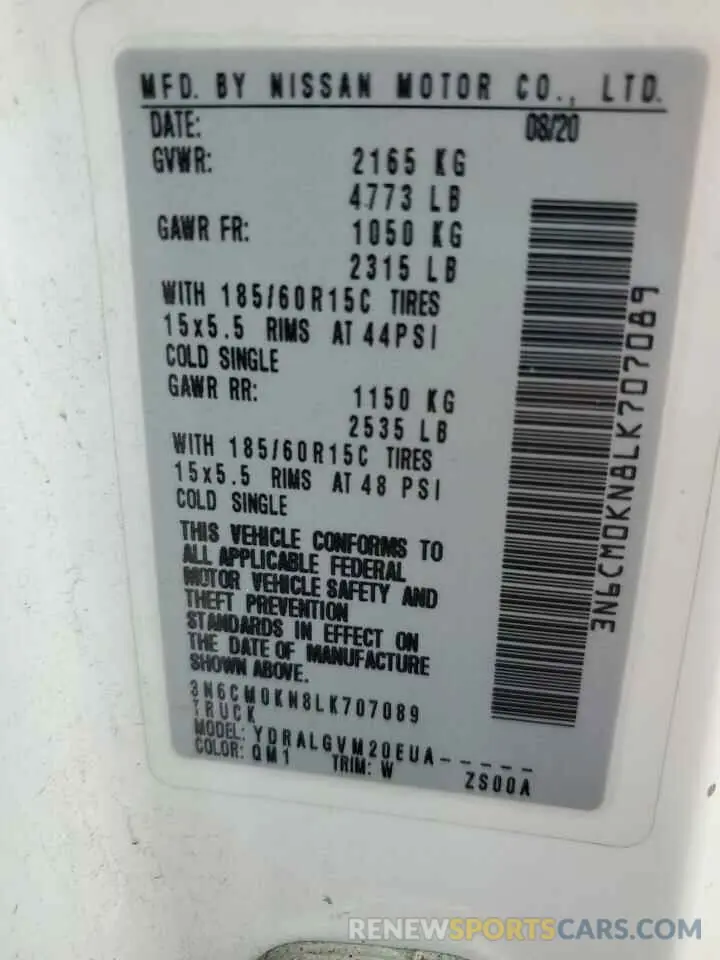 MFD. BY NISSAN MOTOR CO., LTD.
DATE: 08/20
GVWR: 2165 KG
4773 LB
GAWR FR: 1050 KG
2315 LB
WITH 185/60R15C TIRES
15x5.5 RIMS AT 44PSI
COLD SINGLE
GAWR RR: 1150 KG
2535 LB
WITH 185/60R15C TIRES
15x5.5 RIMS AT 48 PSI
COLD SINGLE
THIS VEHICLE CONFORMS TO
ALL APPLICABLE FEDERAL
MOTOR VEHICLE SAFETY AND
THEFT PREVENTION
STANDARDS IN EFFECT ON
THE DATE OF MANUFACTURE
SHOWN ABOVE.
3N6CM0KN8LK707089
TRUCK
MODEL: YDRALGVM20EUA-----
COLOR: QM1 TRIM: W ZS00A
3N6CM0KN8LK707089
RENEWSPORTSCARS.COM